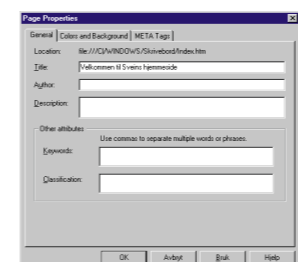 Page Properties
General Colors and Background META Tags
Location: file:///C|/WINDOWS/Skrivebord/Index.htm
Title: Velkommen til Sveins hjemmeside
Author:
Description:
Other attributes
Use commas to separate multiple words or phrases.
Keywords:
Classification:
OK Avbryt Bruk Hjelp